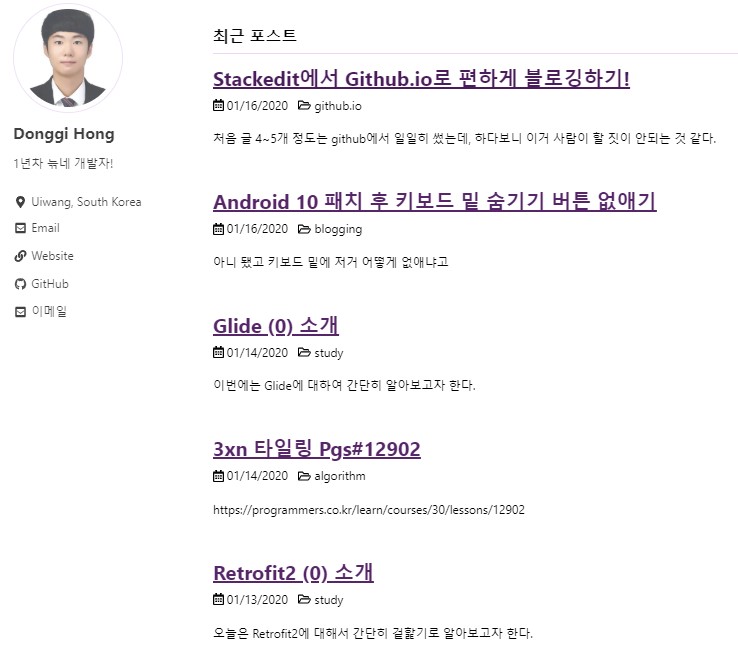 Donggi Hong
1년차 늒네 개발자!
Uiwang, South Korea
Email
Website
GitHub
이메일
최근 포스트
Stackedit에서 Github.io로 편하게 블로깅하기!
01/16/2020 github.io
처음 글 4~5개 정도는 github에서 일일히 썼는데, 하다보니 이거 사람이 할 짓이 안되는 것 같다.
Android 10 패치 후 키보드 밑 숨기기 버튼 없애기
01/16/2020 blogging
아니 됐고 키보드 밑에 저거 어떻게 없애냐고
Glide (0) 소개
01/14/2020 study
이번에는 Glide에 대하여 간단히 알아보고자 한다.
3xn 타일링 Pgs#12902
01/14/2020 algorithm
https://programmers.co.kr/learn/courses/30/lessons/12902
Retrofit2 (0) 소개
01/13/2020 study
오늘은 Retrofit2에 대해서 간단히 겉핥기로 알아보고자 한다.